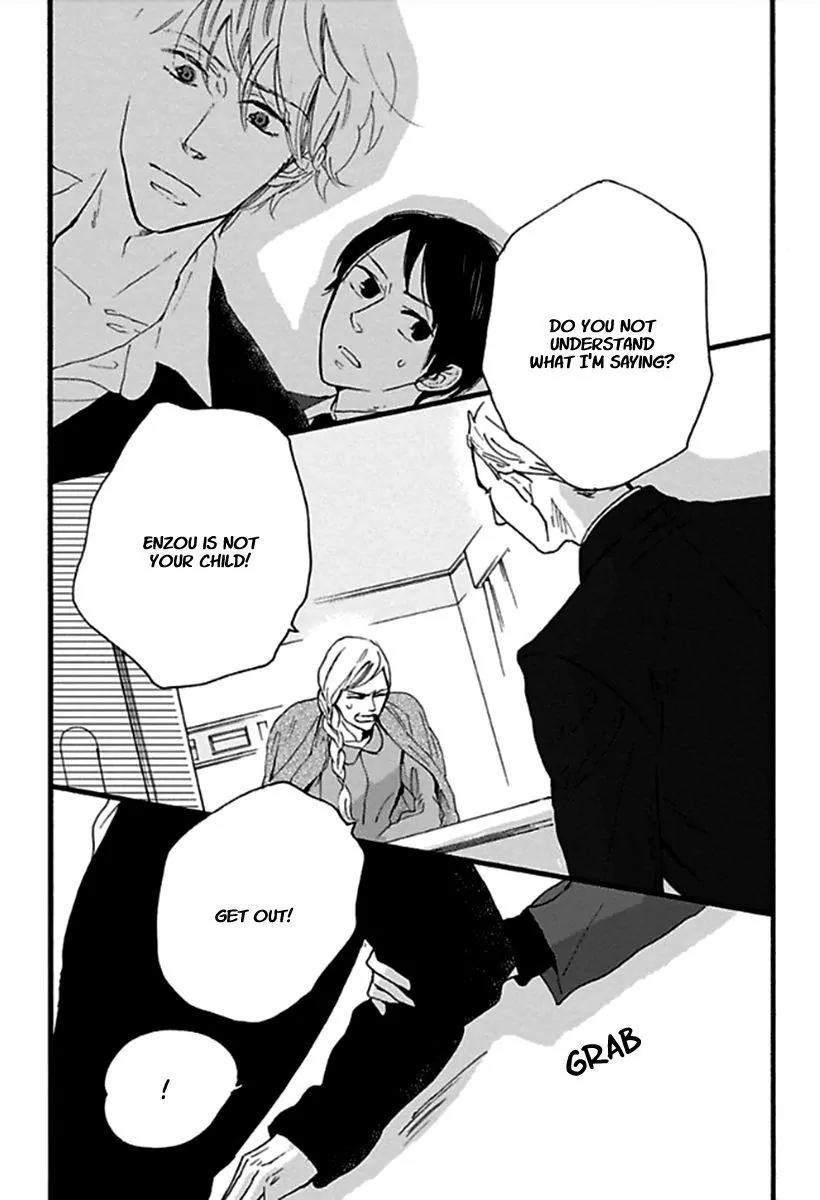 DO YOU NOT
UNDERSTAND
WHAT I'M SAYING?
ENZOU IS NOT
YOUR CHILD!
GET OUT!
!
GRAB